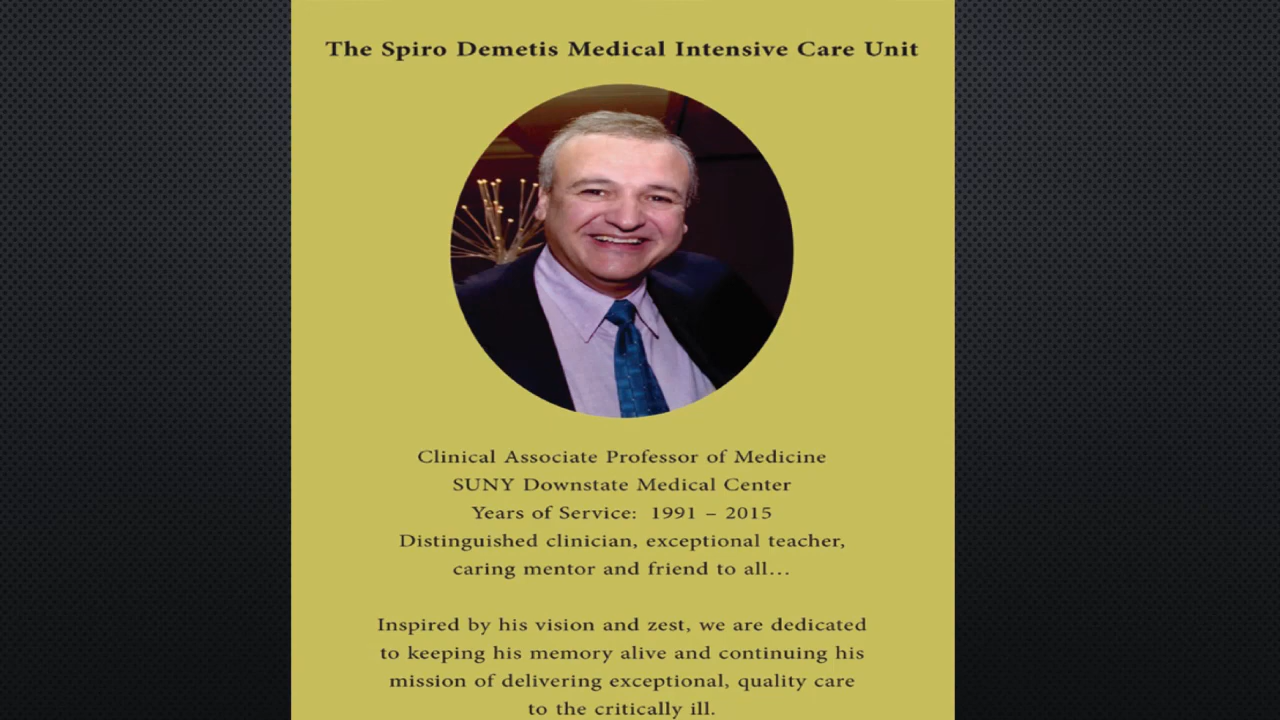 The Spiro Demetis Medical Intensive Care Unit
Clinical Associate Professor of Medicine
SUNY Downstate Medical Center
Years of Service: 1991 – 2015
Distinguished clinician, exceptional teacher,
caring mentor and friend to all...
Inspired by his vision and zest, we are dedicated
to keeping his memory alive and continuing his
mission of delivering exceptional, quality care
to the critically ill.